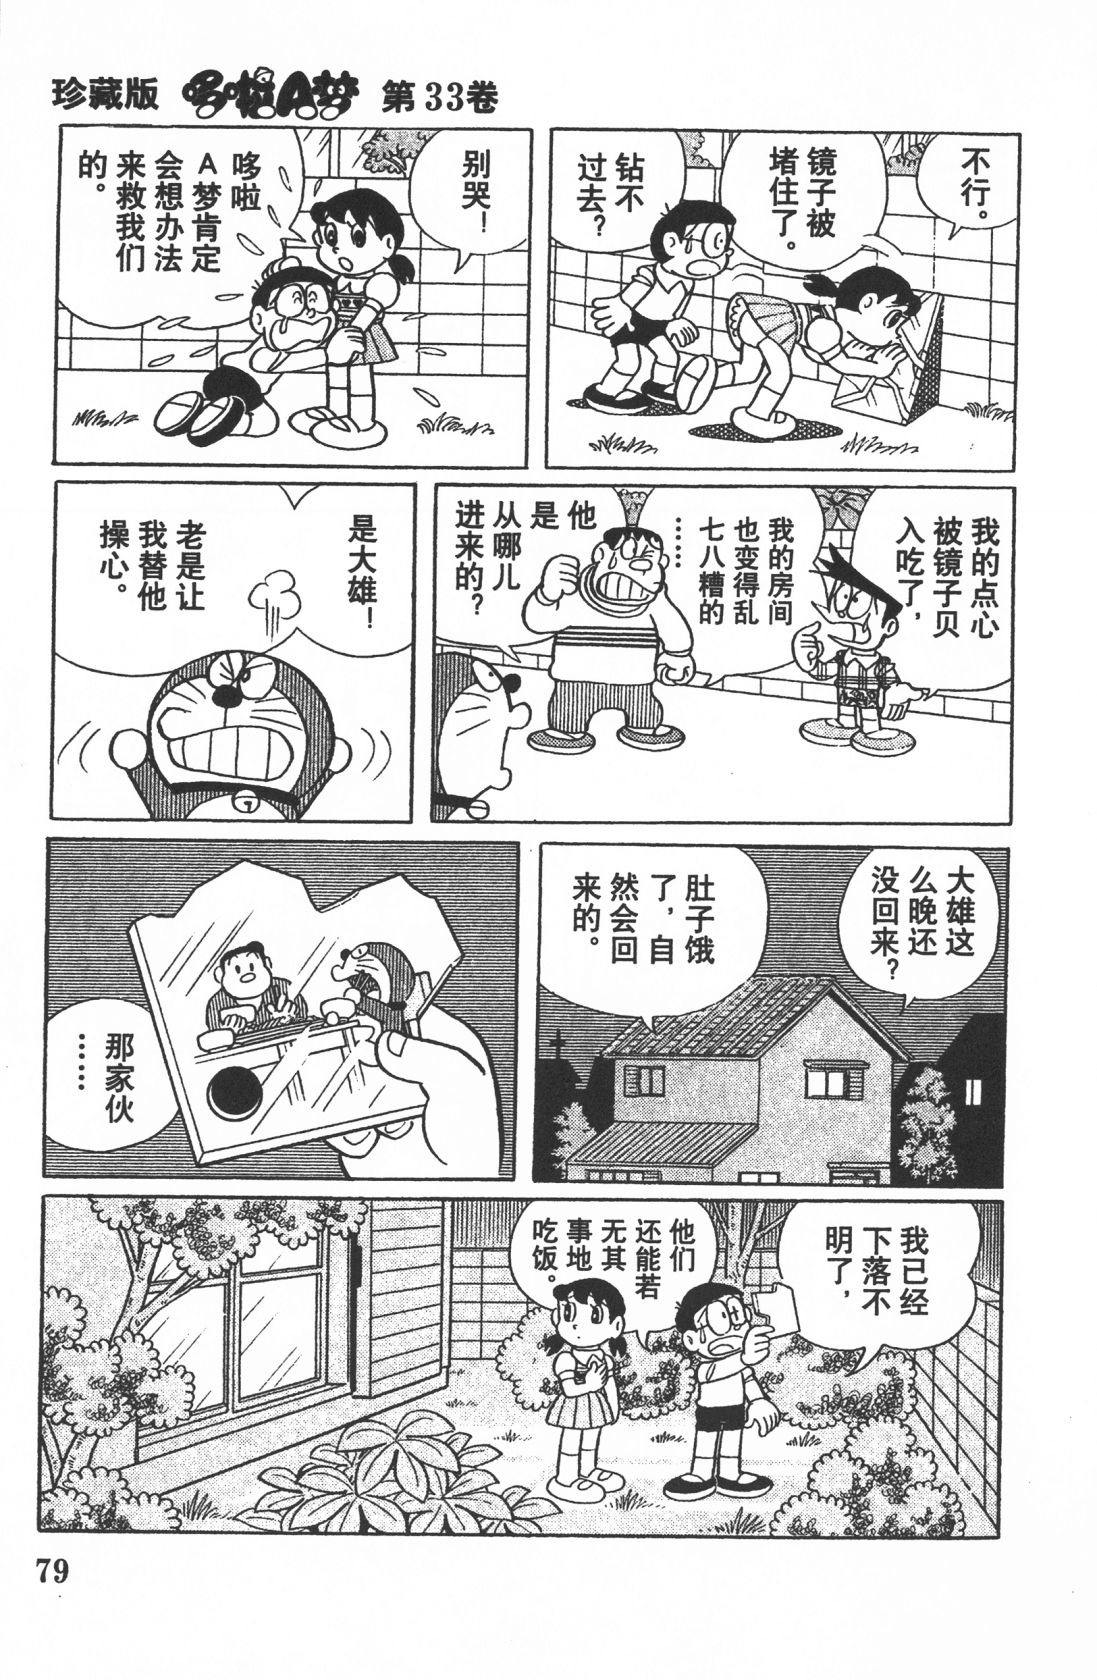 珍藏版 哆啦A梦 第33卷
不行。
镜子被
堵住了。
钻不
过去？
别哭！
哆啦
A梦肯定
会想办法
来救我们
的。
我的点心
被镜子贝
入吃了，
我的房间
也变得乱
七八糟的
……
他
是
从哪儿
进来的？
是大雄！
老是让
我替他
操心。
大雄这
么晚还
没回来？
肚子饿
了，自
然会回
来的。
那家伙
……
我已经
下落不
明了，
他们
还能若
无其
事地
吃饭。
79